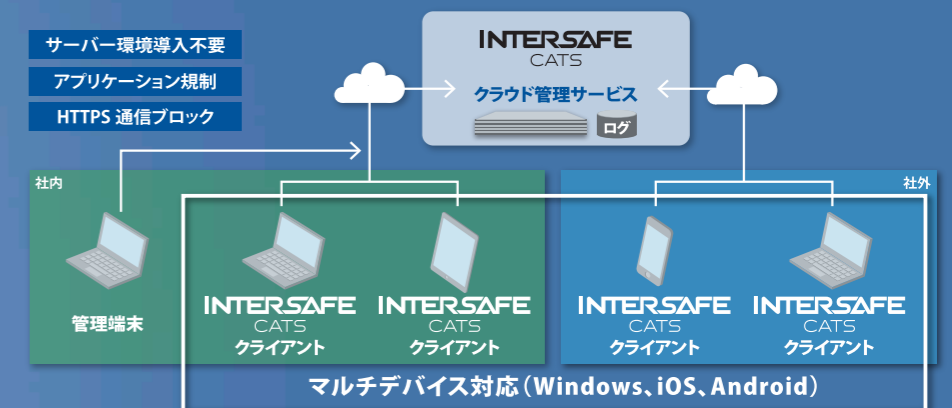 サーバー環境導入不要
アプリケーション規制
HTTPS 通信ブロック
INTERSAFE
CATS
クラウド管理サービス
ログ
社内
社外
管理端末
INTERSAFE
CATS
クライアント
INTERSAFE
CATS
クライアント
INTERSAFE
CATS
クライアント
INTERSAFE
CATS
クライアント
マルチデバイス対応（Windows、iOS、Android）